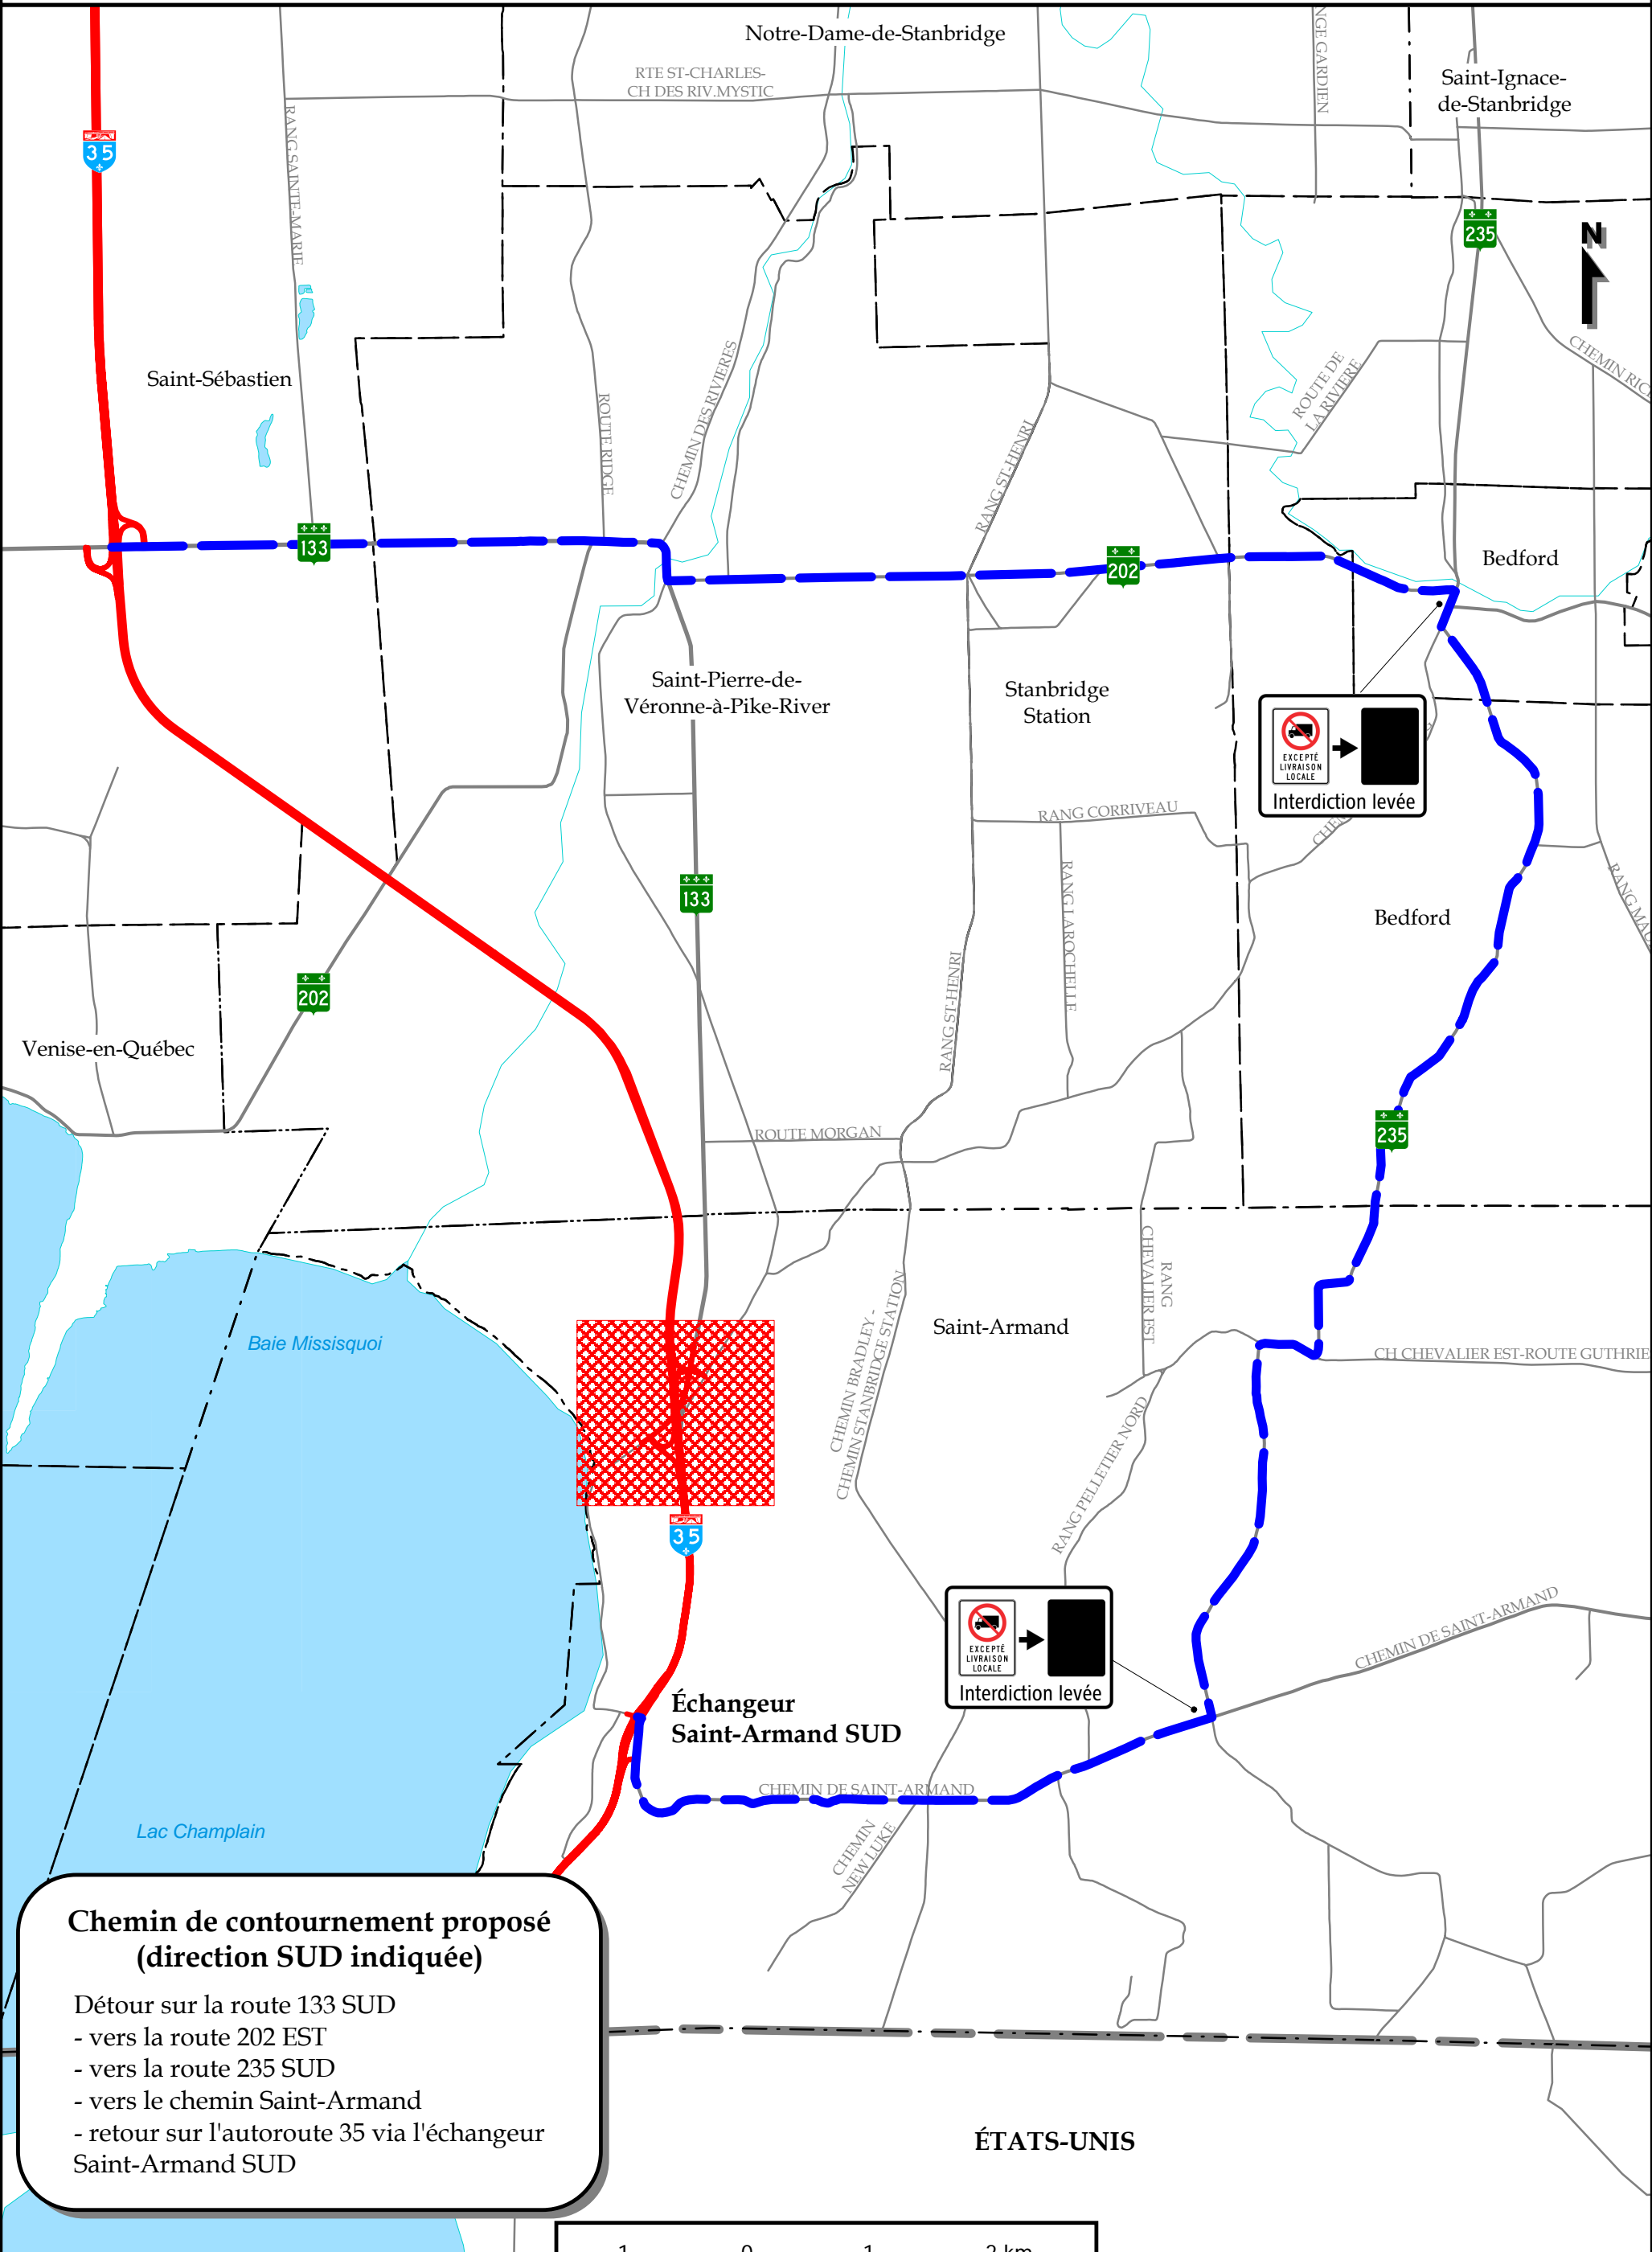 Notre-Dame-de-Stanbridge
RTE ST-CHARLES-
CH DES RIV.MYSTIC
Saint-Ignace-
de-Stanbridge
GARDIEN
35
RANG SAINTE-MARIE
235
N
Saint-Sébastien
CHEMIN DES RIVIERES
ROUTE DE
LA RIVIERE
ROUTE RIDGE
RANG ST-HENRI
133
202
Bedford
Saint-Pierre-de-
Véronne-à-Pike-River
Stanbridge
Station
EXCEPTÉ
LIVRAISON
LOCALE
Interdiction levée
RANG CORRIVEAU
133
RANG LAROCHELLE
Bedford
202
RANG ST-HENRI
Venise-en-Québec
235
ROUTE MORGAN
RANG
CHEVALIER EST
Saint-Armand
Baie Missisquoi
CHEMIN BRADLEY -
CHEMIN STANBRIDGE STATION
CH CHEVALIER EST-ROUTE GUTHRIE
RANG PELLETIER NORD
35
EXCEPTÉ
LIVRAISON
LOCALE
Interdiction levée
CHEMIN DE SAINT-ARMAND
Échangeur
Saint-Armand SUD
CHEMIN DE SAINT-ARMAND
Lac Champlain
CHEMIN
NEW LUKE
Chemin de contournement proposé
(direction SUD indiquée)
Détour sur la route 133 SUD
- vers la route 202 EST
- vers la route 235 SUD
- vers le chemin Saint-Armand
- retour sur l'autoroute 35 via l'échangeur
Saint-Armand SUD
ÉTATS-UNIS
1 0 1 2 km